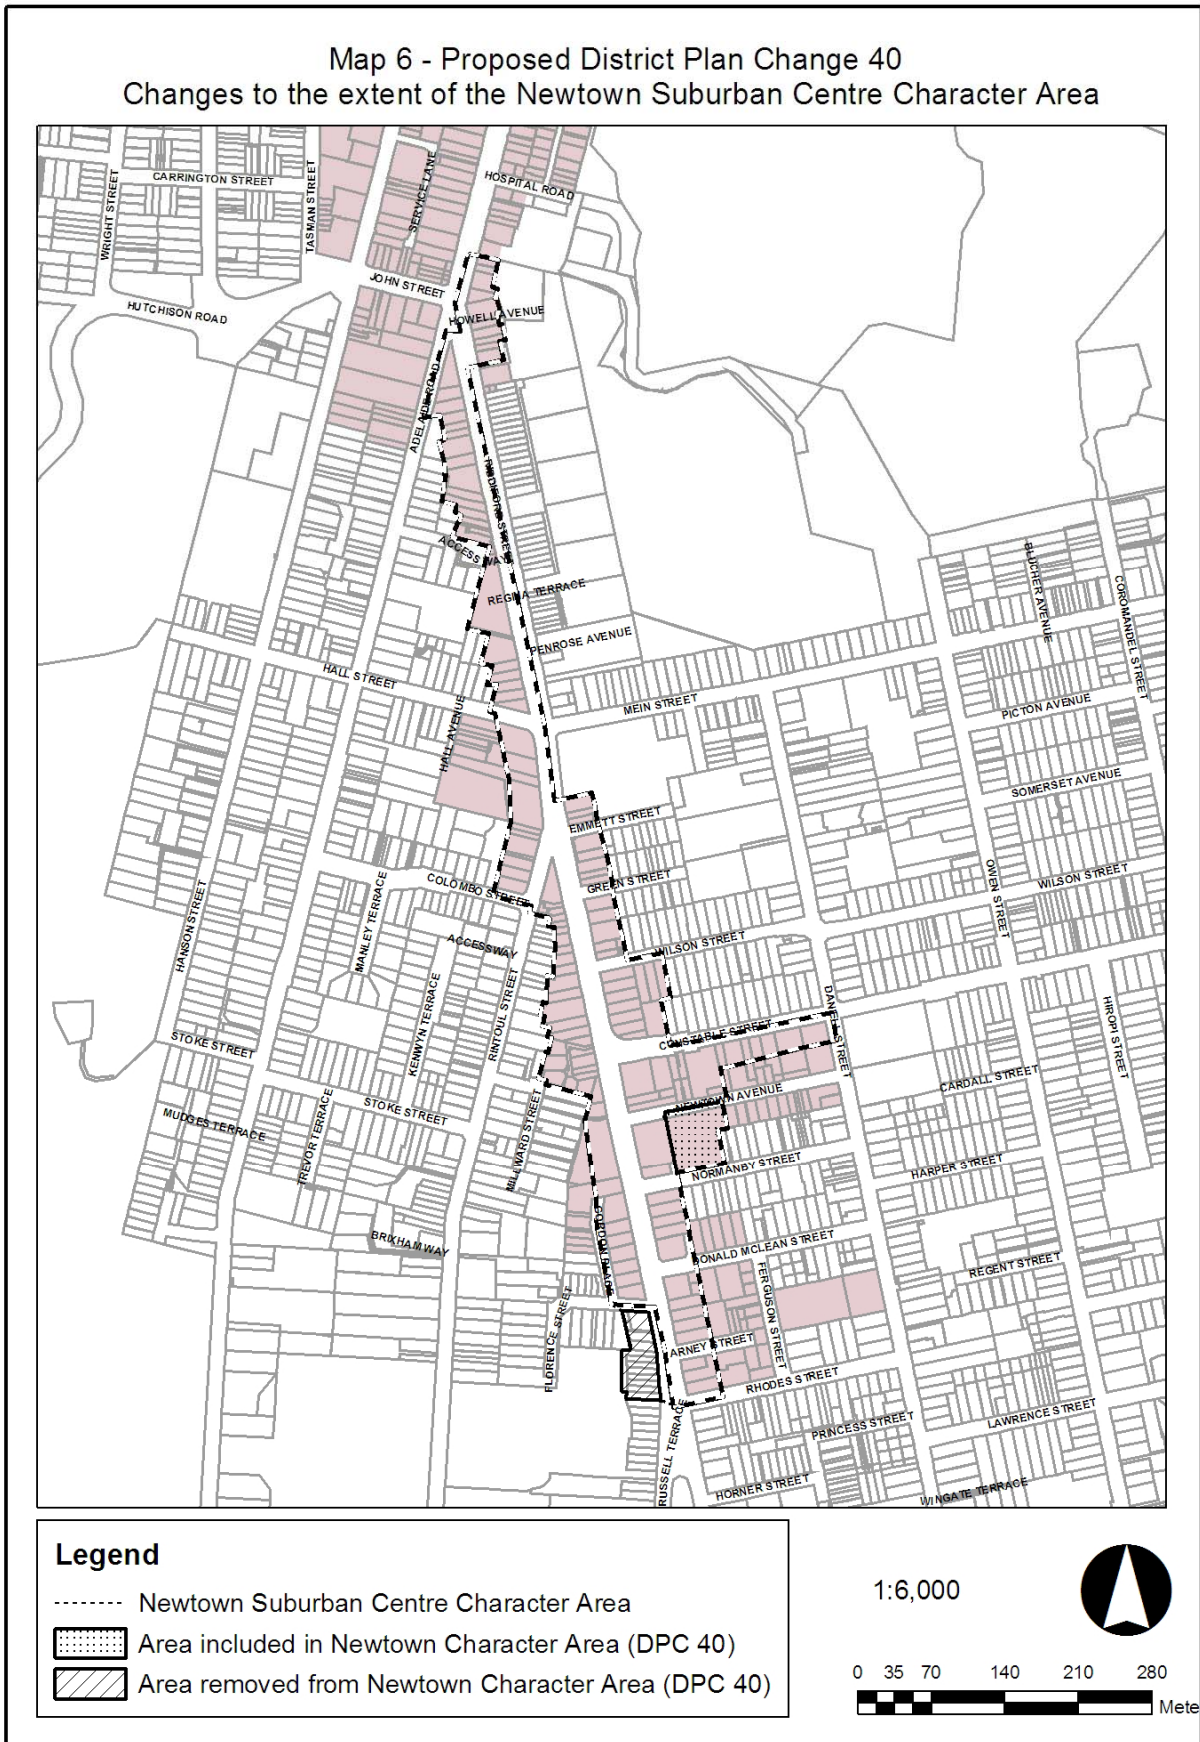 Map 6 - Proposed District Plan Change 40
Changes to the extent of the Newtown Suburban Centre Character Area
CARRINGTON STREET
WRIGHT STREET
TASMAN STREET
SERVICE LANE
HOSPITAL ROAD
JOHN STREET
HUTCHISON ROAD
HOWELL AVENUE
ADELAIDE ROAD
RIDDIFORD STREET
ACCESSWAY
REGINA TERRACE
PENROSE AVENUE
BLUCHER AVENUE
COROMANDEL STREET
HALL STREET
MEIN STREET
PICTON AVENUE
HALL AVENUE
SOMERSET AVENUE
EMMETT STREET
GREEN STREET
COLOMBO STREET
WILSON STREET
OWEN STREET
HANSON STREET
MANLEY TERRACE
ACCESSWAY
WILSON STREET
KENWYN TERRACE
RINTOUL STREET
DANIELL STREET
HIROPI STREET
STOKE STREET
CONSTABLE STREET
CARDALL STREET
MUDGES TERRACE
TREVOR TERRACE
STOKE STREET
MILLWARD STREET
NEWTOWN AVENUE
NORMANBY STREET
HARPER STREET
BRIXHAM WAY
GORDON PLACE
DONALD MCLEAN STREET
REGENT STREET
FLORENCE STREET
FERGUSON STREET
ARNEY STREET
RHODES STREET
RUSSELL TERRACE
PRINCESS STREET
LAWRENCE STREET
HORNER STREET
WINGATE TERRACE
Legend
Newtown Suburban Centre Character Area
Area included in Newtown Character Area (DPC 40)
Area removed from Newtown Character Area (DPC 40)
1:6,000
0 35 70 140 210 280
Mete